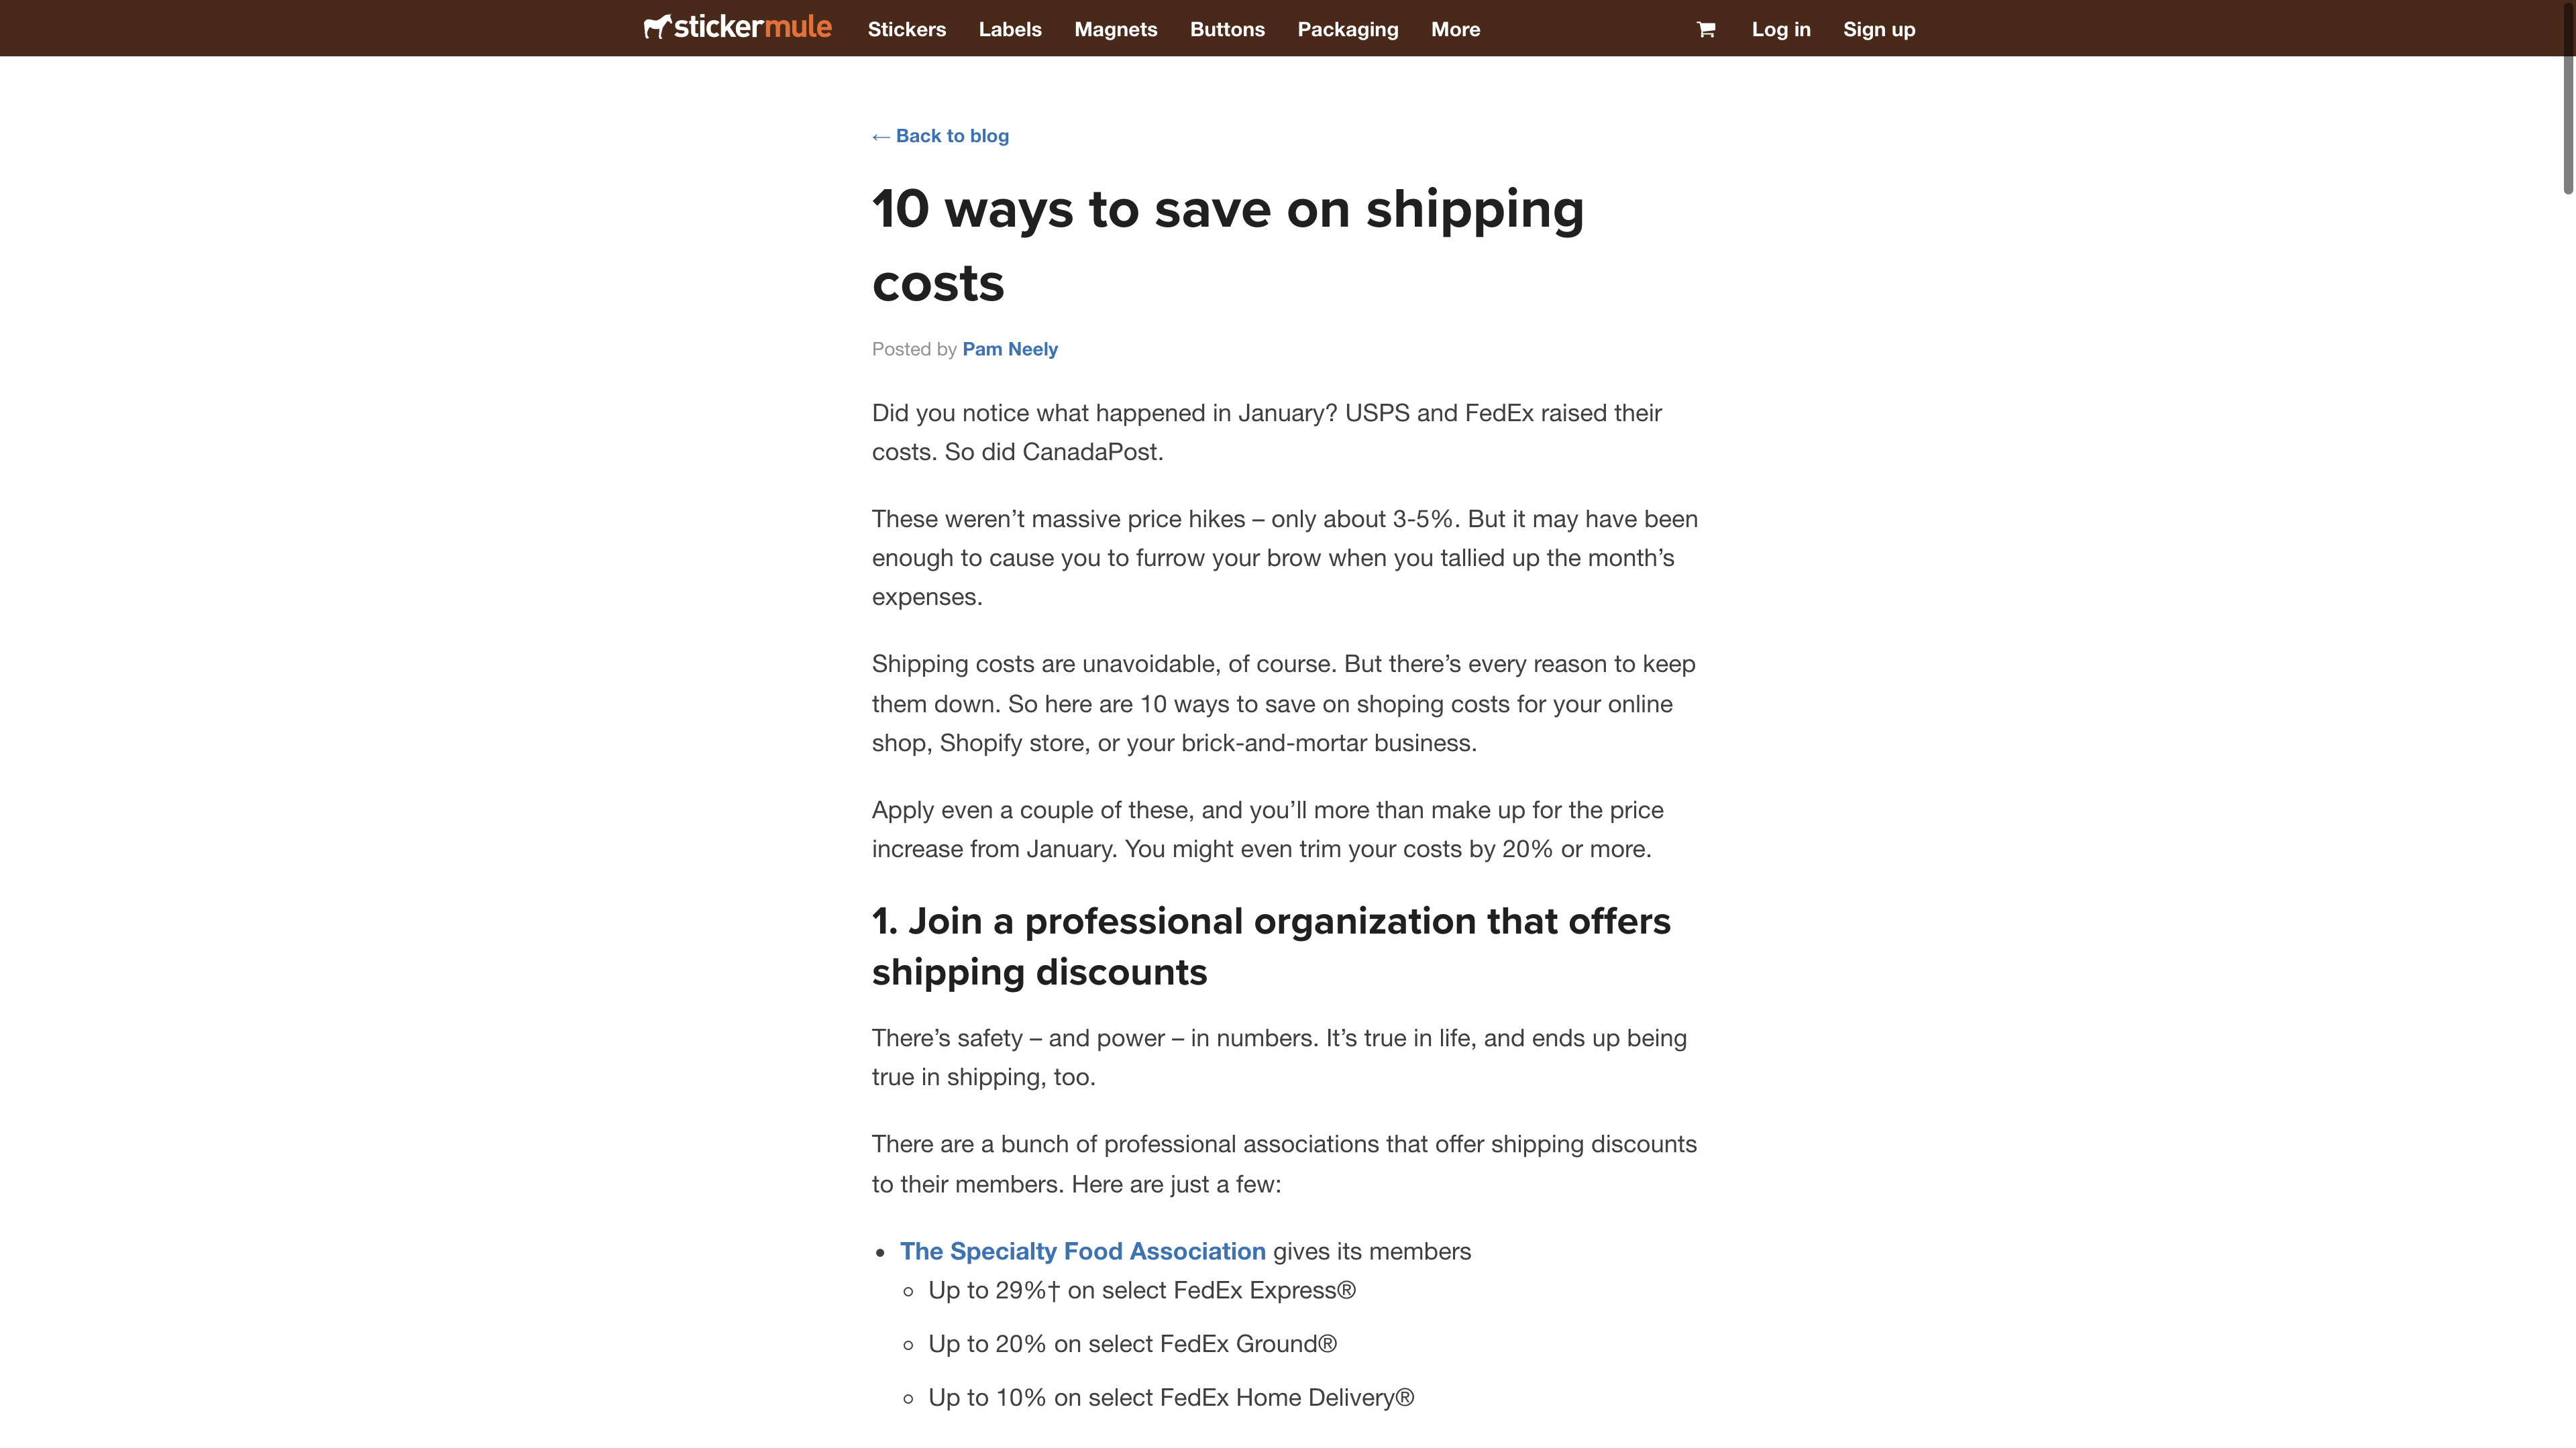 stickermule Stickers Labels Magnets Buttons Packaging More Log in Sign up
← Back to blog
10 ways to save on shipping
costs
Posted by Pam Neely
Did you notice what happened in January? USPS and FedEx raised their
costs. So did CanadaPost.
These weren’t massive price hikes – only about 3-5%. But it may have been
enough to cause you to furrow your brow when you tallied up the month’s
expenses.
Shipping costs are unavoidable, of course. But there’s every reason to keep
them down. So here are 10 ways to save on shoping costs for your online
shop, Shopify store, or your brick-and-mortar business.
Apply even a couple of these, and you’ll more than make up for the price
increase from January. You might even trim your costs by 20% or more.
1. Join a professional organization that offers
shipping discounts
There’s safety – and power – in numbers. It’s true in life, and ends up being
true in shipping, too.
There are a bunch of professional associations that offer shipping discounts
to their members. Here are just a few:
• The Specialty Food Association gives its members
◦ Up to 29%† on select FedEx Express®
◦ Up to 20% on select FedEx Ground®
◦ Up to 10% on select FedEx Home Delivery®